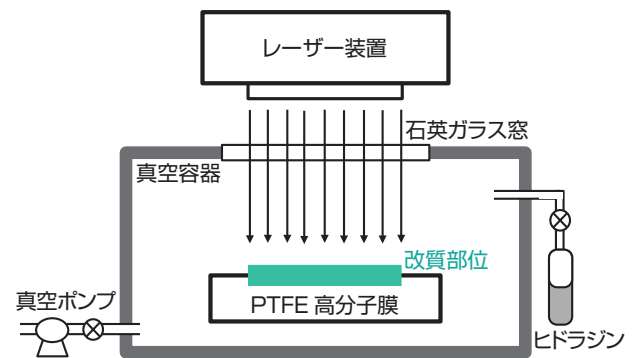 レーザー装置
石英ガラス窓
真空容器
改質部位
真空ポンプ
PTFE 高分子膜
ヒドラジン